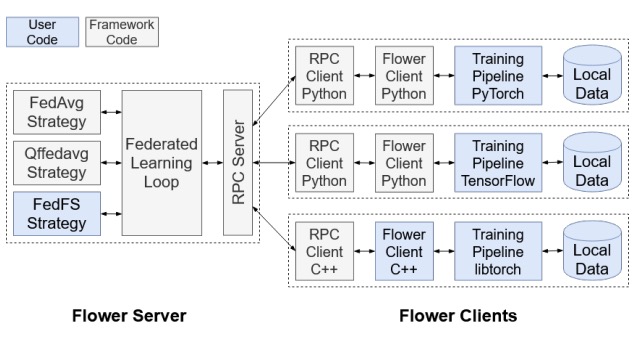 User
Code
Framework
Code
FedAvg
Strategy
Qffedavg
Strategy
FedFS
Strategy
Federated
Learning
Loop
RPC Server
RPC
Client
Python
Flower
Client
Python
Training
Pipeline
PyTorch
Local
Data
RPC
Client
Python
Flower
Client
Python
Training
Pipeline
TensorFlow
Local
Data
RPC
Client
C++
Flower
Client
C++
Training
Pipeline
libtorch
Local
Data
Flower Server
Flower Clients